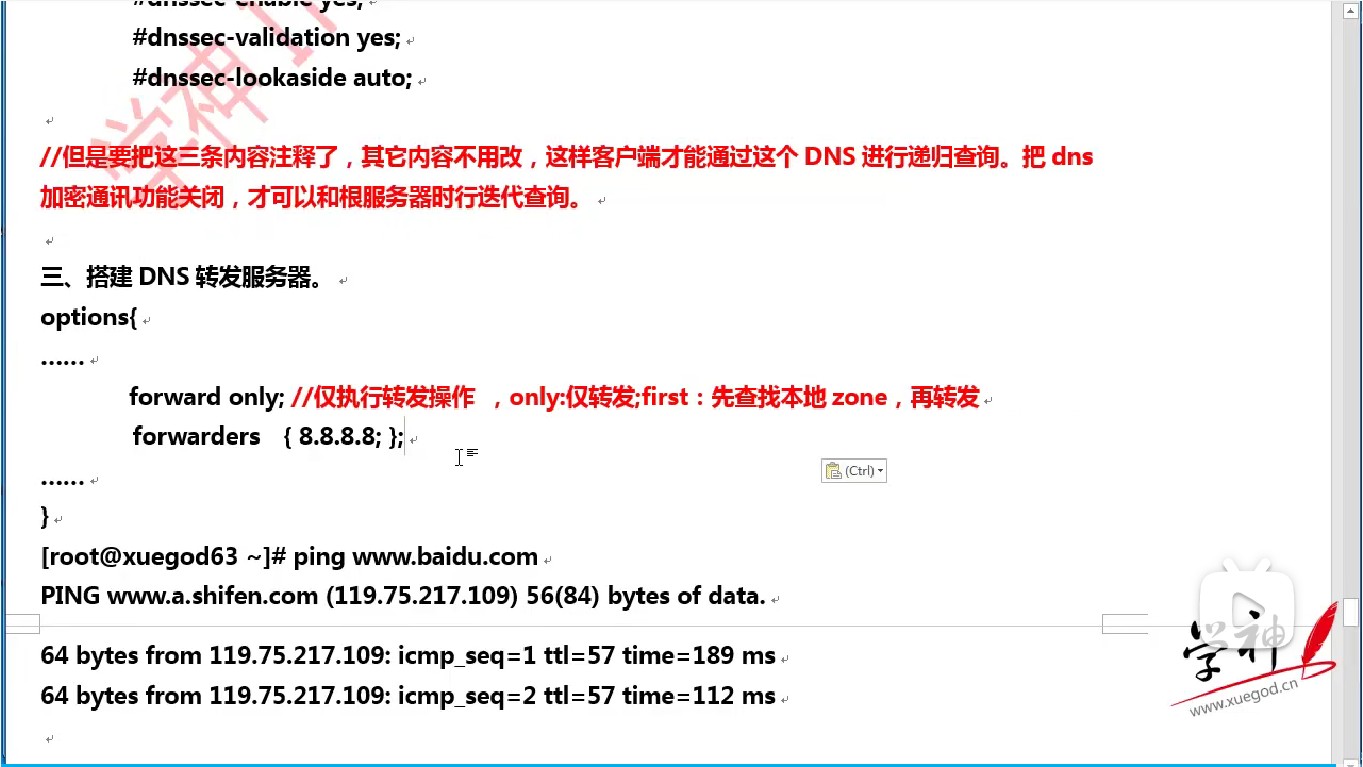 #dnssec-enable yes;
#dnssec-validation yes;
#dnssec-lookaside auto;
//但是要把这三条内容注释了，其它内容不用改，这样客户端才能通过这个 DNS 进行递归查询。把 dns
加密通讯功能关闭，才可以和根服务器时行迭代查询。
三、搭建 DNS 转发服务器。
options{
……
forward only; //仅执行转发操作 ，only:仅转发;first：先查找本地 zone，再转发
forwarders { 8.8.8.8; };
(Ctrl)
……
}
[root@xuegod63 ~]# ping www.baidu.com
PING www.a.shifen.com (119.75.217.109) 56(84) bytes of data.
64 bytes from 119.75.217.109: icmp_seq=1 ttl=57 time=189 ms
64 bytes from 119.75.217.109: icmp_seq=2 ttl=57 time=112 ms
学神
www.xuegod.cn
学神 IT